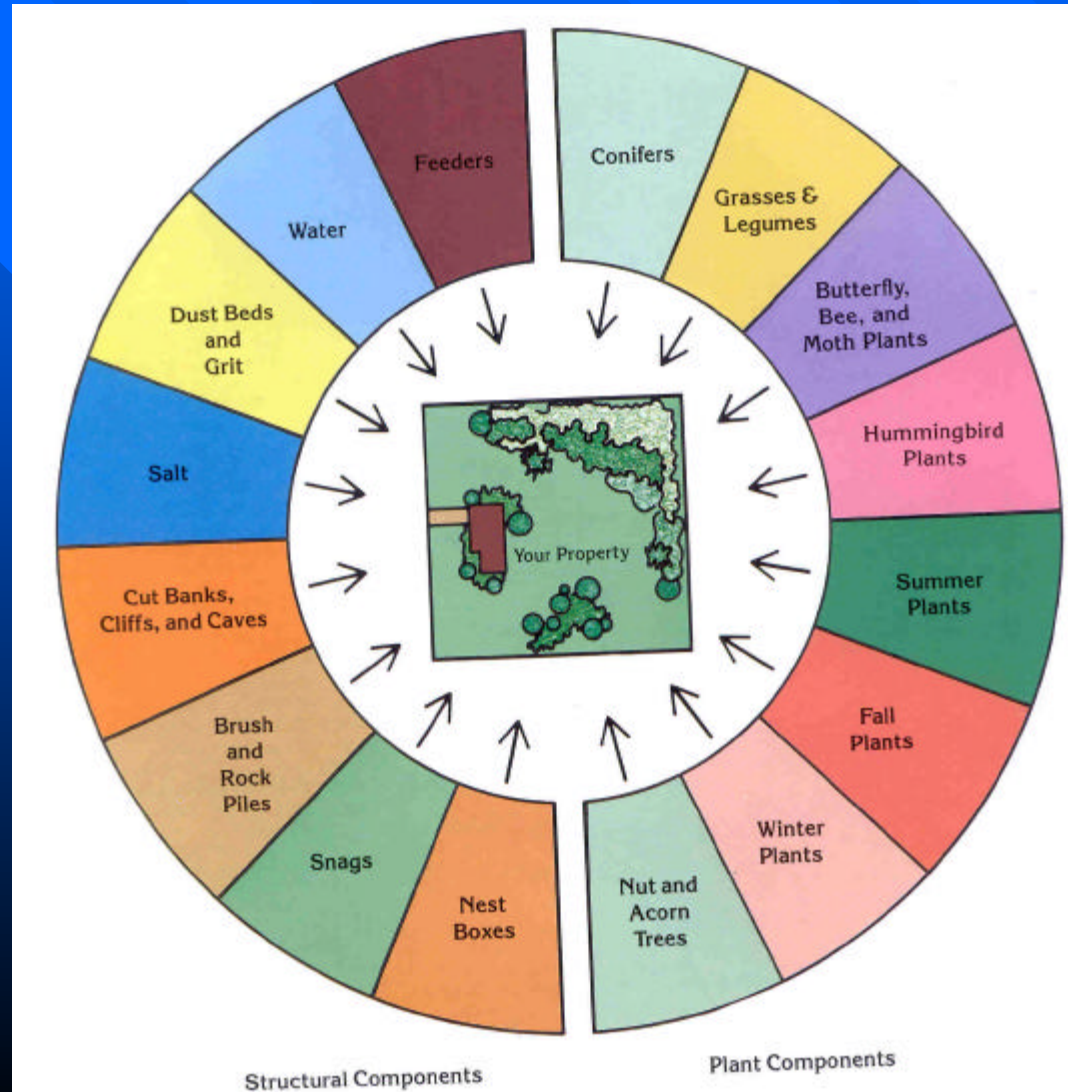 Feeders
Water
Dust Beds
and
Grit
Salt
Cut Banks,
Cliffs, and Caves
Brush
and
Rock
Piles
Snags
Nest
Boxes
Conifers
Grasses &
Legumes
Butterfly,
Bee, and
Moth Plants
Hummingbird
Plants
Summer
Plants
Fall
Plants
Winter
Plants
Nut and
Acorn
Trees
Your Property
Structural Components
Plant Components